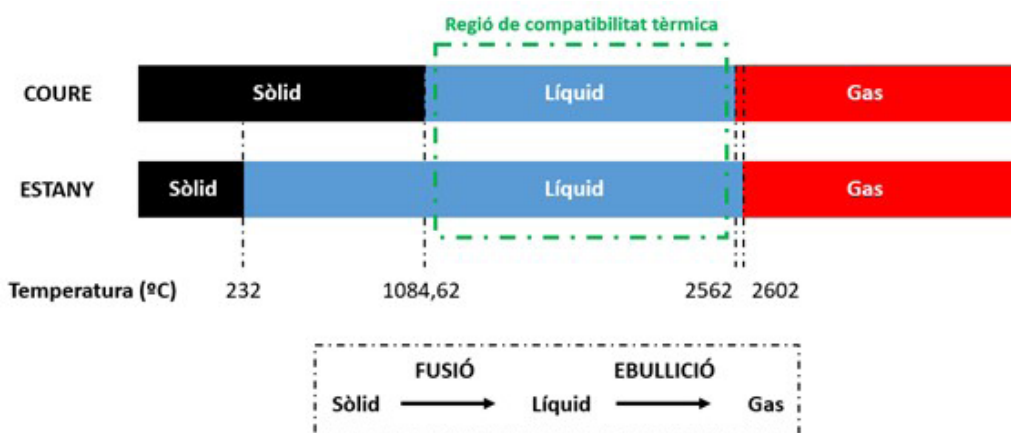 Regió de compatibilitat tèrmica
COURE Sòlid Líquid Gas
ESTANY Sòlid Líquid Gas
Temperatura (ºC) 232 1084,62 2562 2602
FUSIÓ EBULLICIÓ
Sòlid Líquid Gas